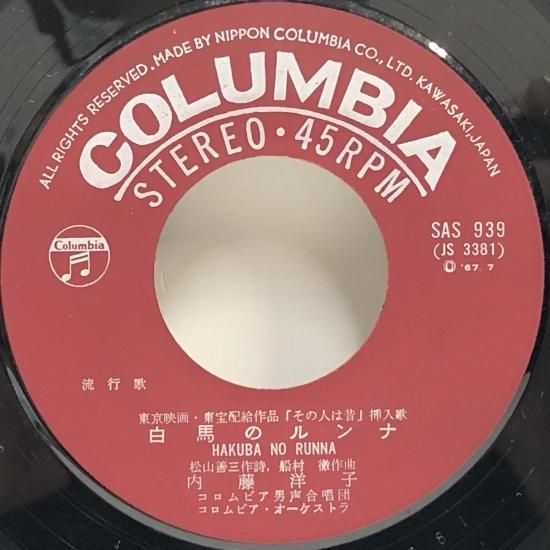 ALL RIGHTS RESERVED. MADE BY NIPPON COLUMBIA CO., LTD. KAWASAKI, JAPAN
COLUMBIA
STEREO・45RPM
SAS 939
(JS 3381)
Ⓟ '67. 7
Columbia
流行歌
東京映画・東宝配給作品「その人は昔」挿入歌
白馬のルンナ
HAKUBA NO RUNNA
松山善三作詩，船村 徹作曲
内藤洋子
コロムビア男声合唱団
コロムビア・オーケストラ